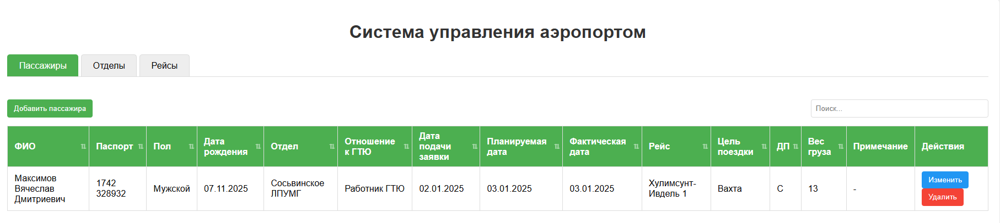 Система управления аэропортом
Пассажиры
Отделы
Рейсы
Добавить пассажира
Поиск...
ФИО
Паспорт
Пол
Дата
рождения
Отдел
Отношение
к ГТЮ
Дата
подачи
заявки
Планируемая
дата
Фактическая
дата
Рейс
Цель
поездки
ДП
Вес
груза
Примечание
Действия
Максимов
Вячеслав
Дмитриевич
1742
328932
Мужской
07.11.2025
Сосьвинское
ЛПУМГ
Работник ГТЮ
02.01.2025
03.01.2025
03.01.2025
Хулимсунт-
Ивдель 1
Вахта
С
13
-
Изменить
Удалить